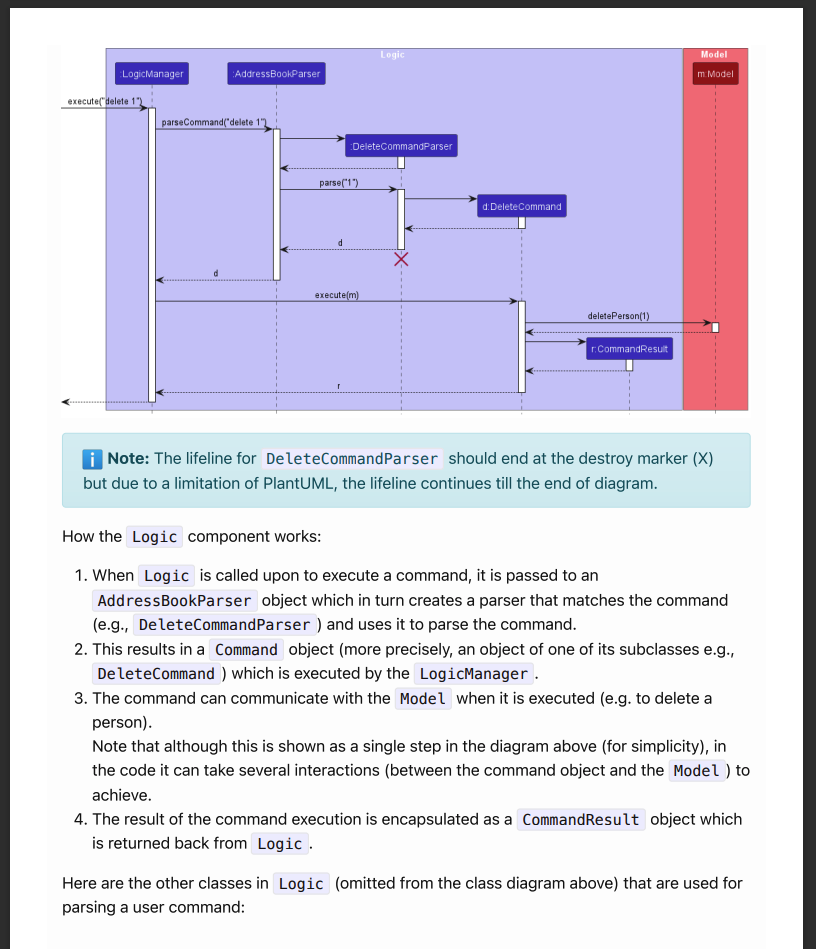 Logic
Model
:LogicManager
:AddressBookParser
m:Model
execute("delete 1")
parseCommand("delete 1")
:DeleteCommandParser
parse("1")
d:DeleteCommand
d
d
execute(m)
deletePerson(1)
r:CommandResult
r
Note: The lifeline for DeleteCommandParser should end at the destroy marker (X)
but due to a limitation of PlantUML, the lifeline continues till the end of diagram.
How the Logic component works:
1. When Logic is called upon to execute a command, it is passed to an
AddressBookParser object which in turn creates a parser that matches the command
(e.g., DeleteCommandParser ) and uses it to parse the command.
2. This results in a Command object (more precisely, an object of one of its subclasses e.g.,
DeleteCommand ) which is executed by the LogicManager .
3. The command can communicate with the Model when it is executed (e.g. to delete a
person).
Note that although this is shown as a single step in the diagram above (for simplicity), in
the code it can take several interactions (between the command object and the Model ) to
achieve.
4. The result of the command execution is encapsulated as a CommandResult object which
is returned back from Logic .
Here are the other classes in Logic (omitted from the class diagram above) that are used for
parsing a user command: